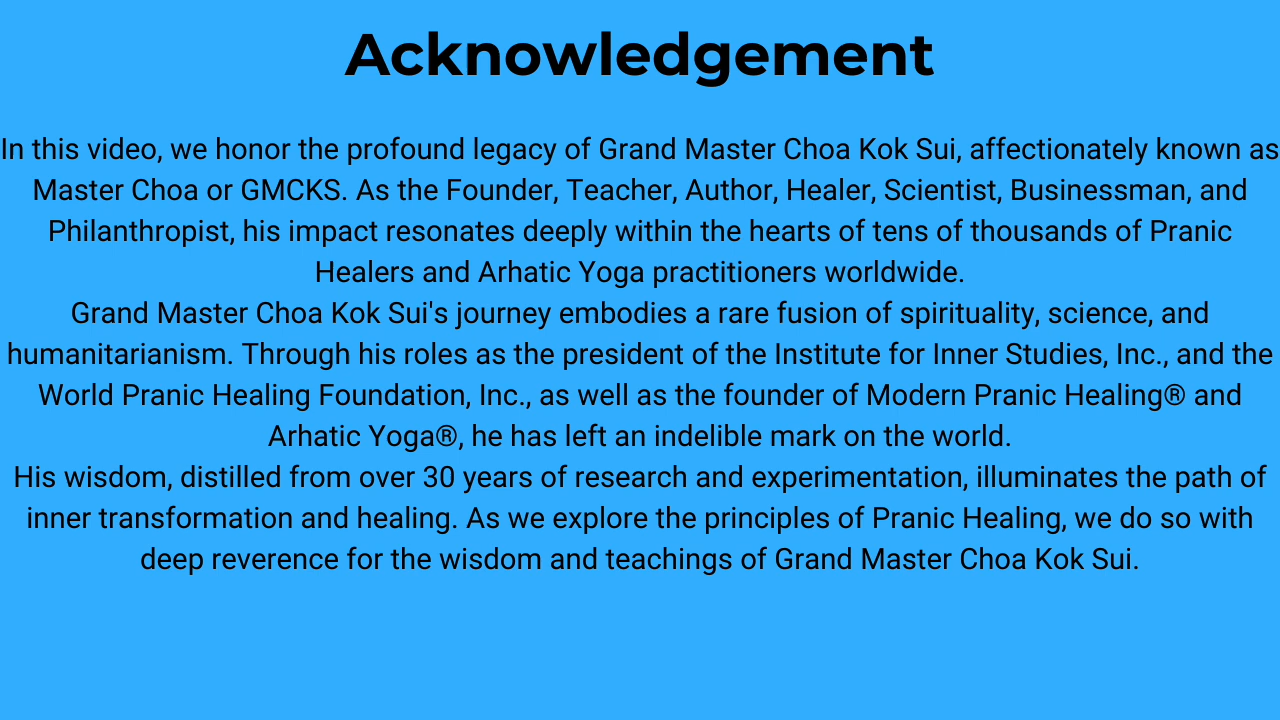 Acknowledgement
In this video, we honor the profound legacy of Grand Master Choa Kok Sui, affectionately known as
Master Choa or GMCKS. As the Founder, Teacher, Author, Healer, Scientist, Businessman, and
Philanthropist, his impact resonates deeply within the hearts of tens of thousands of Pranic
Healers and Arhatic Yoga practitioners worldwide.
Grand Master Choa Kok Sui's journey embodies a rare fusion of spirituality, science, and
humanitarianism. Through his roles as the president of the Institute for Inner Studies, Inc., and the
World Pranic Healing Foundation, Inc., as well as the founder of Modern Pranic Healing® and
Arhatic Yoga®, he has left an indelible mark on the world.
His wisdom, distilled from over 30 years of research and experimentation, illuminates the path of
inner transformation and healing. As we explore the principles of Pranic Healing, we do so with
deep reverence for the wisdom and teachings of Grand Master Choa Kok Sui.